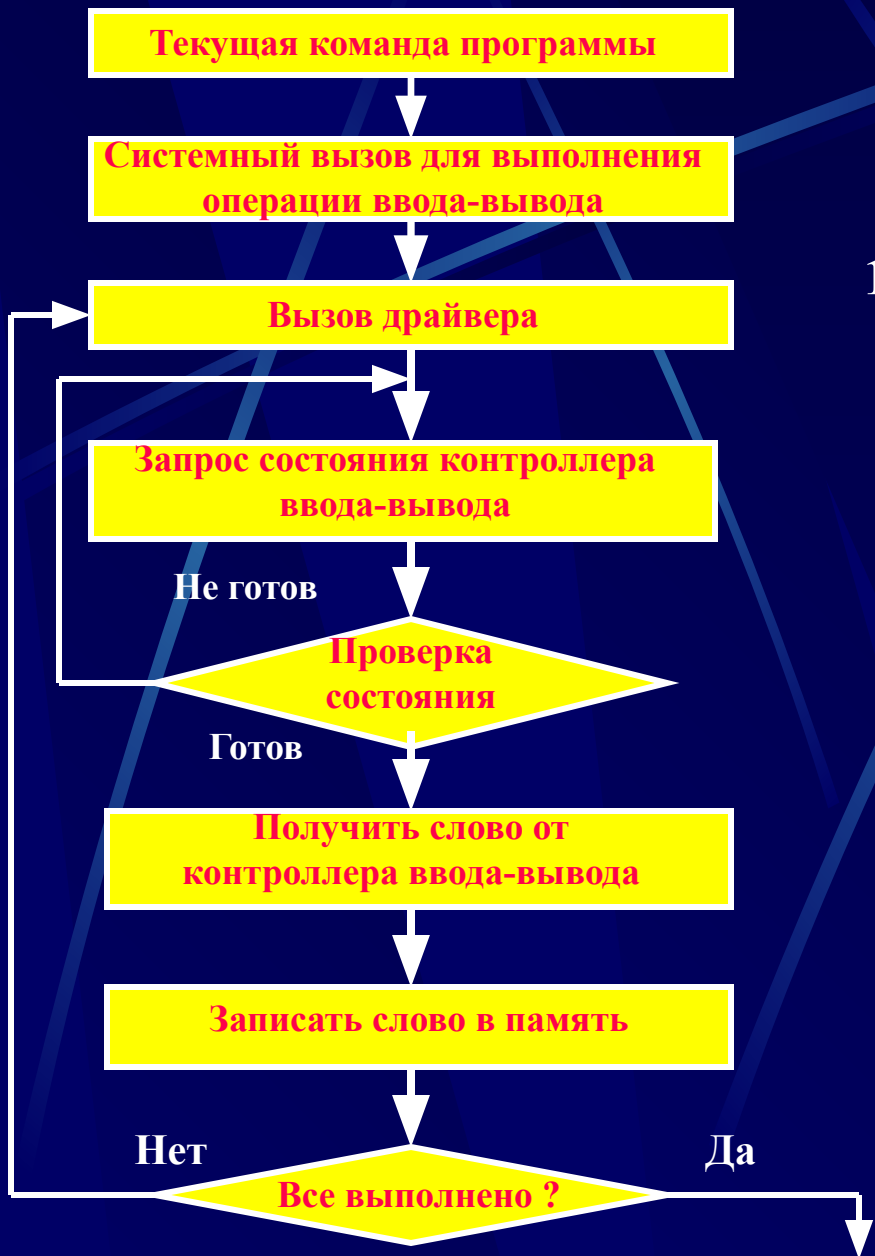 Текущая команда программы
Системный вызов для выполнения
операции ввода-вывода
Вызов драйвера
Запрос состояния контроллера
ввода-вывода
Не готов
Проверка
состояния
Готов
Получить слово от
контроллера ввода-вывода
Записать слово в память
Нет
Да
Все выполнено ?